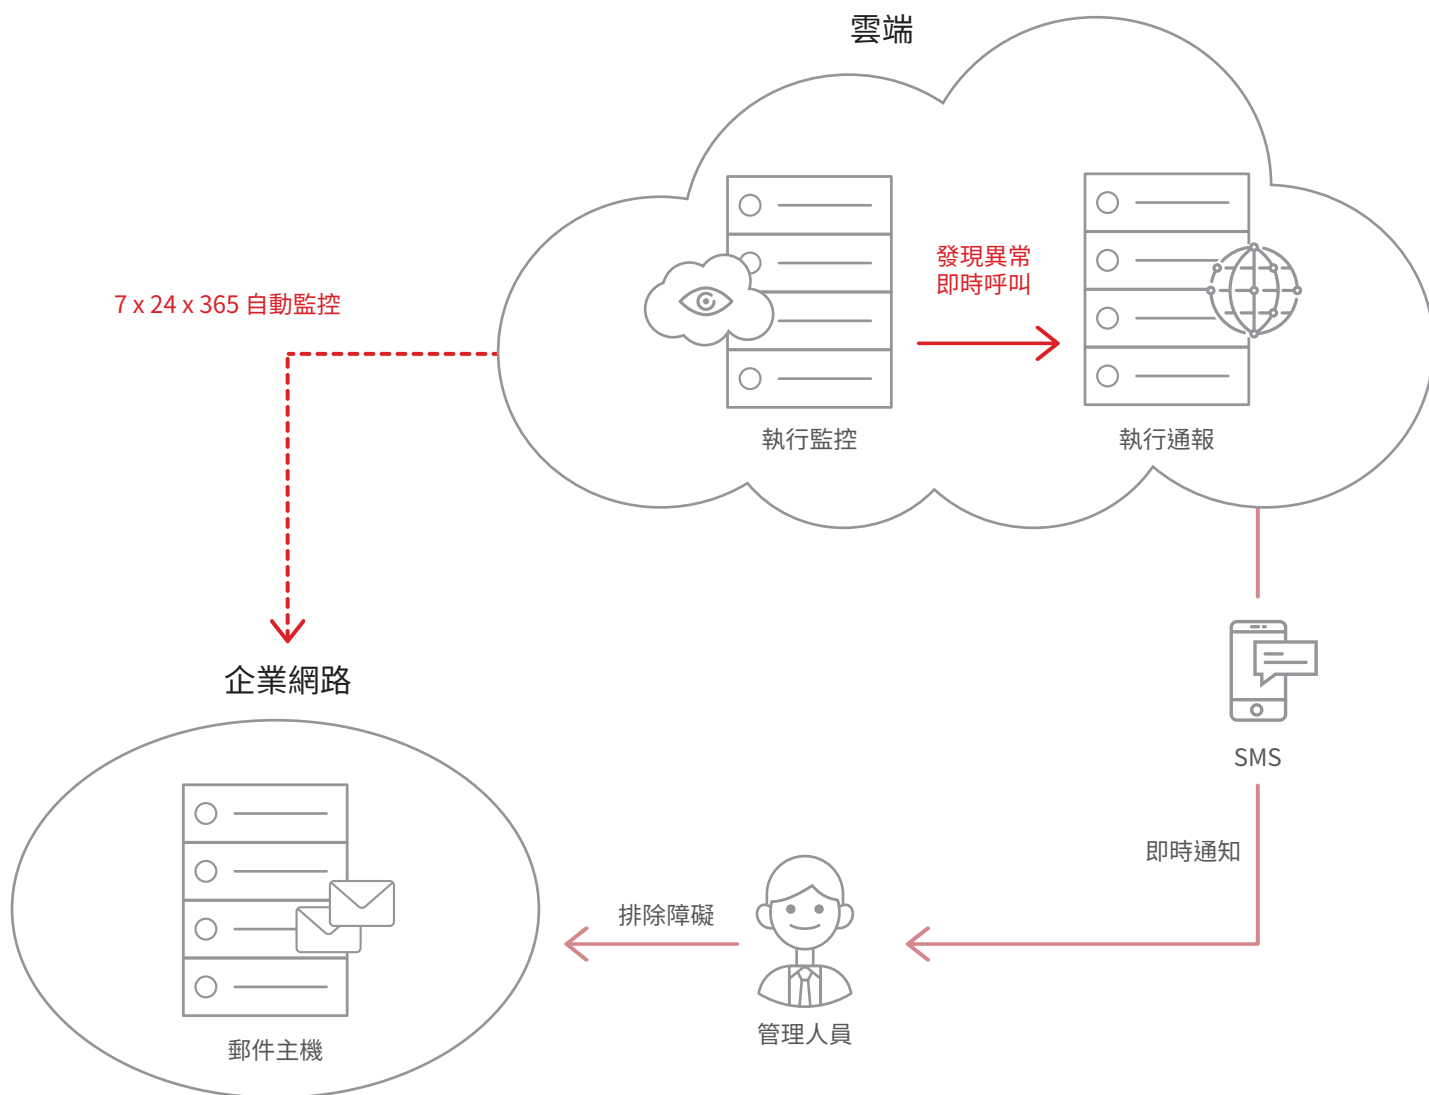 雲端
發現異常
即時呼叫
7 x 24 x 365 自動監控
執行監控
執行通報
企業網路
SMS
即時通知
排除障礙
管理人員
郵件主機